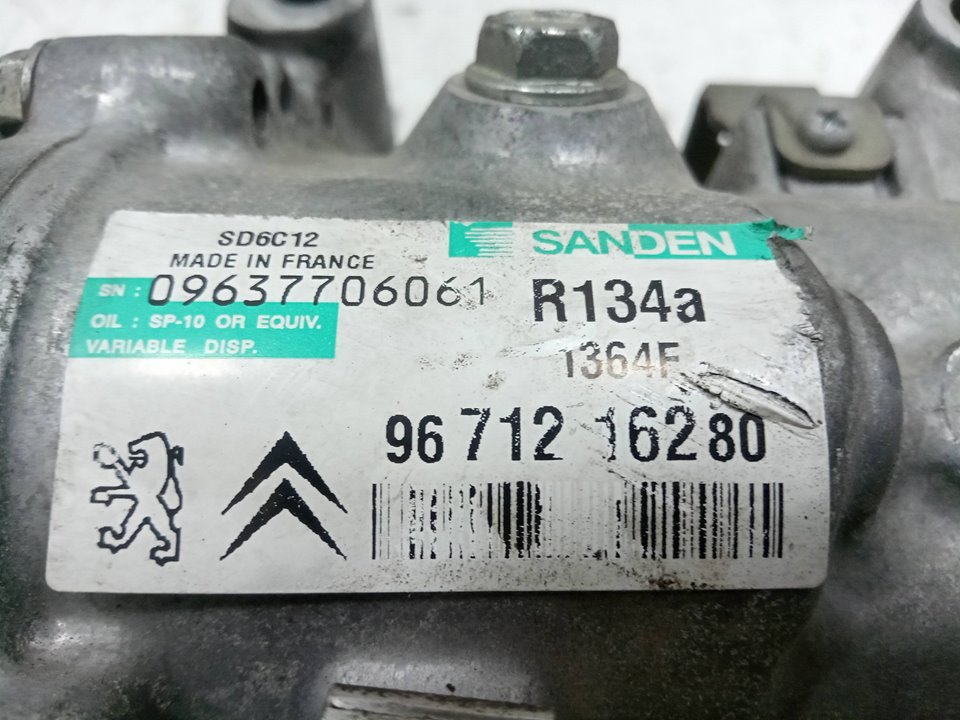 SD6C12
MADE IN FRANCE
SANDEN
SN : 09637706061
R134a
OIL : SP-10 OR EQUIV.
VARIABLE DISP.
1364F
96 712 162 80